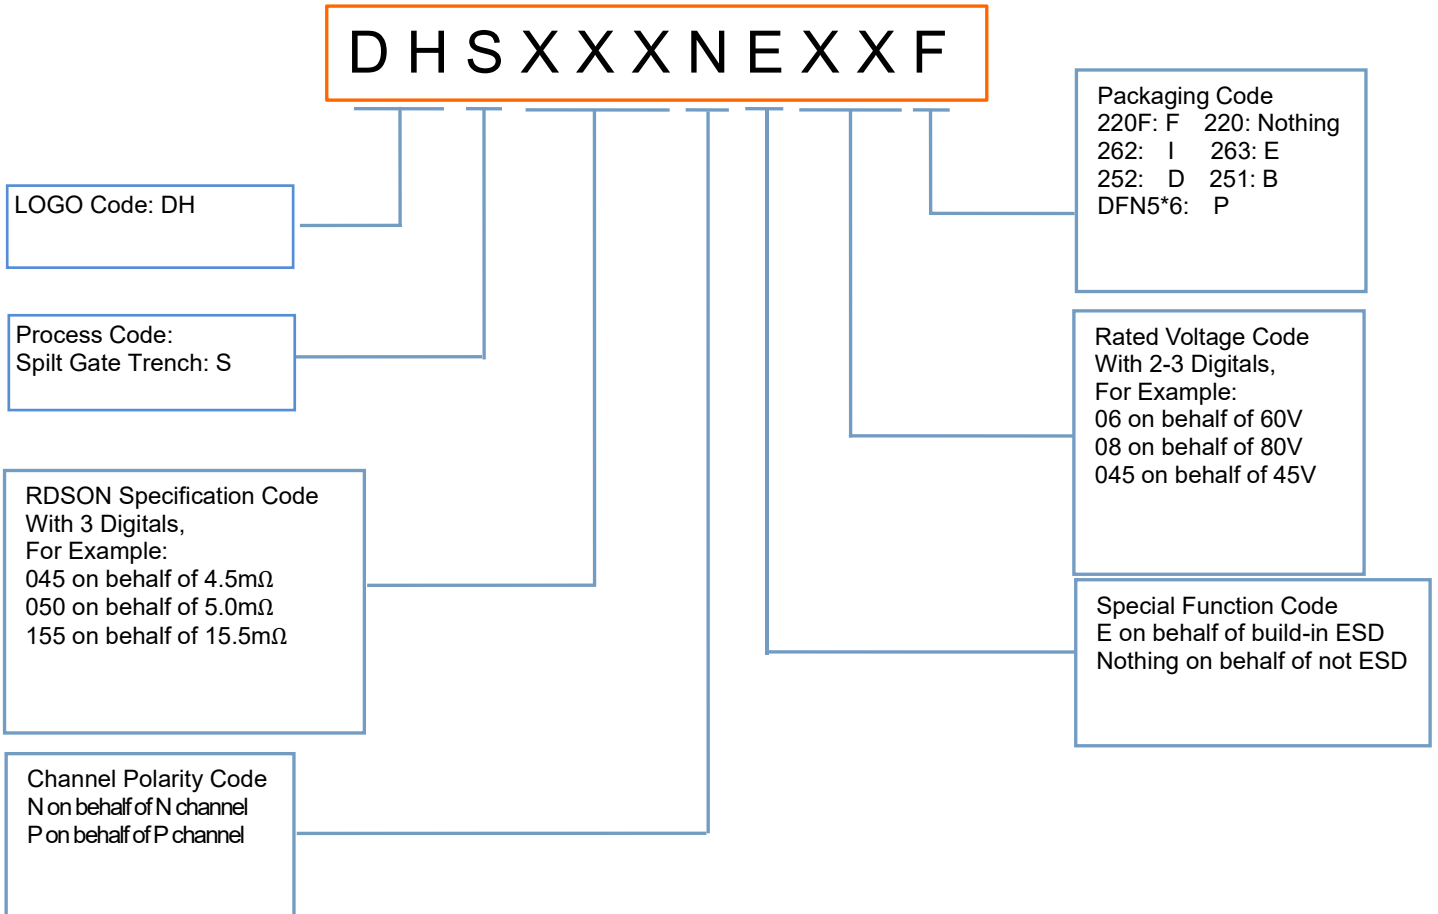 D H S X X X N E X X F
LOGO Code: DH
Process Code:
Spilt Gate Trench: S
RDSON Specification Code
With 3 Digitals,
For Example:
045 on behalf of 4.5mΩ
050 on behalf of 5.0mΩ
155 on behalf of 15.5mΩ
Channel Polarity Code
N on behalf of N channel
P on behalf of P channel
Packaging Code
220F: F 220: Nothing
262: I 263: E
252: D 251: B
DFN5*6: P
Rated Voltage Code
With 2-3 Digitals,
For Example:
06 on behalf of 60V
08 on behalf of 80V
045 on behalf of 45V
Special Function Code
E on behalf of build-in ESD
Nothing on behalf of not ESD